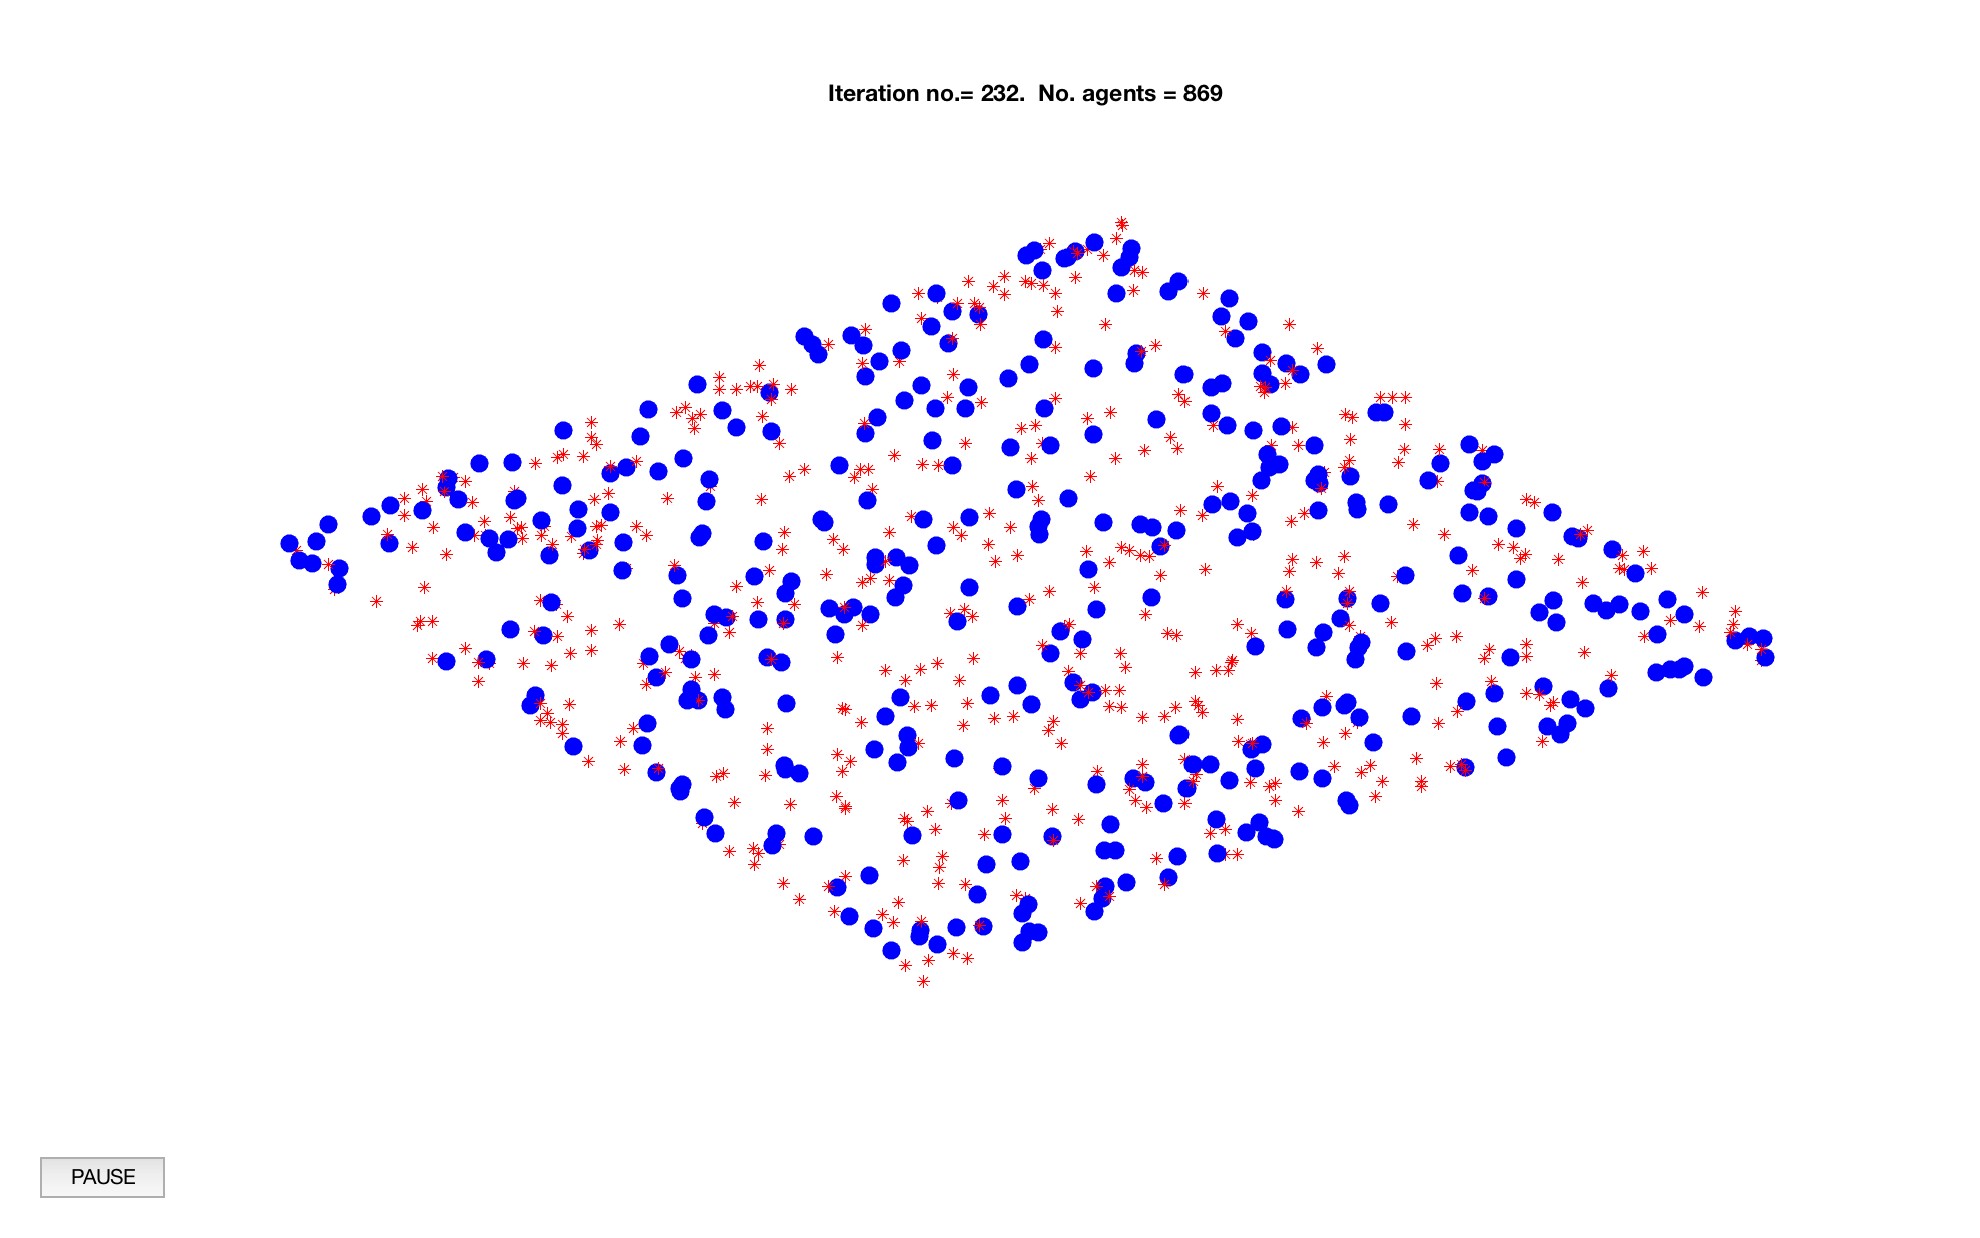 Iteration no.= 232.  No. agents = 869
PAUSE